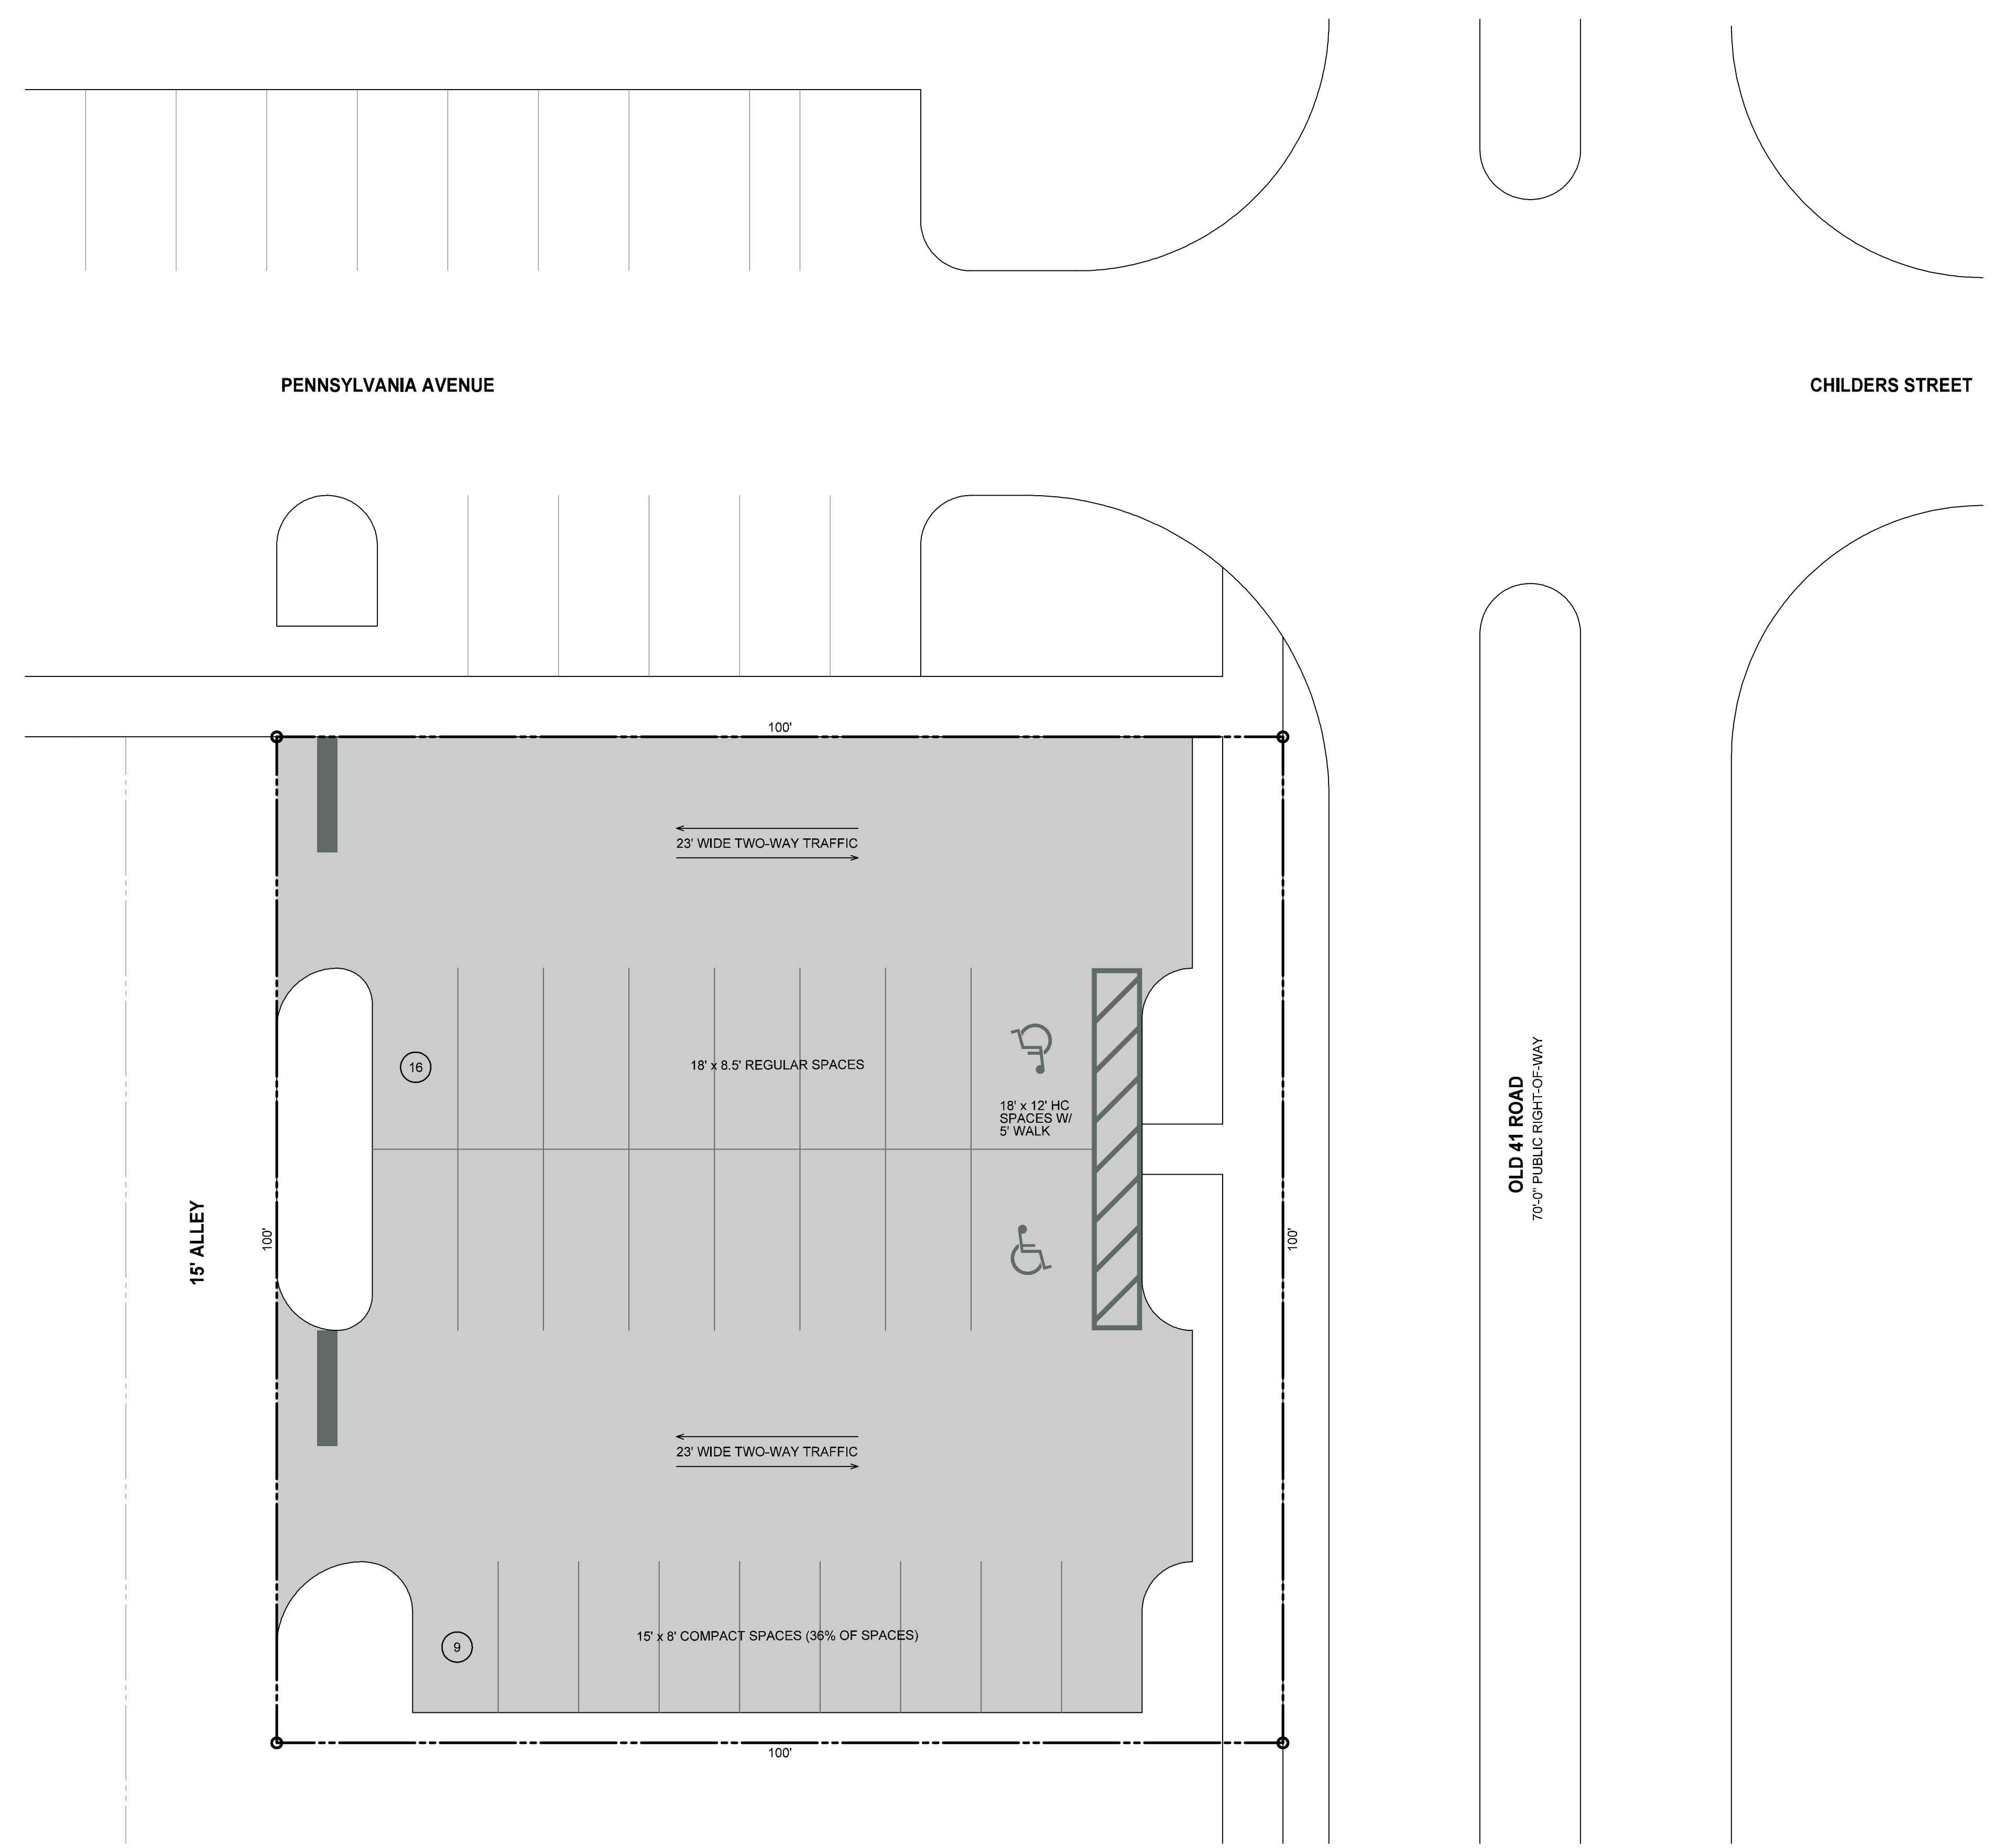 PENNSYLVANIA AVENUE
CHILDERS STREET
100'
23' WIDE TWO-WAY TRAFFIC
16
18' x 8.5' REGULAR SPACES
18' x 12' HC
SPACES W/
5' WALK
15' ALLEY
100'
100'
OLD 41 ROAD
70'-0" PUBLIC RIGHT-OF-WAY
23' WIDE TWO-WAY TRAFFIC
9
15' x 8' COMPACT SPACES (36% OF SPACES)
100'